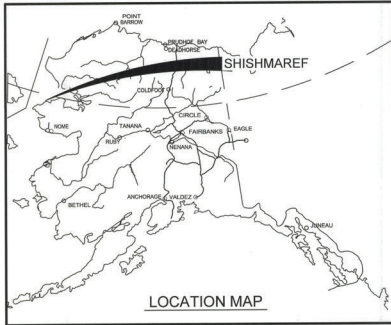 POINT
BARROW
PRUDHOE BAY
DEADHORSE
SHISHMAREF
COLDFOOT
CIRCLE
NOME
TANANA
FAIRBANKS
EAGLE
RUBY
NENANA
BETHEL
ANCHORAGE
VALDEZ
JUNEAU
LOCATION MAP